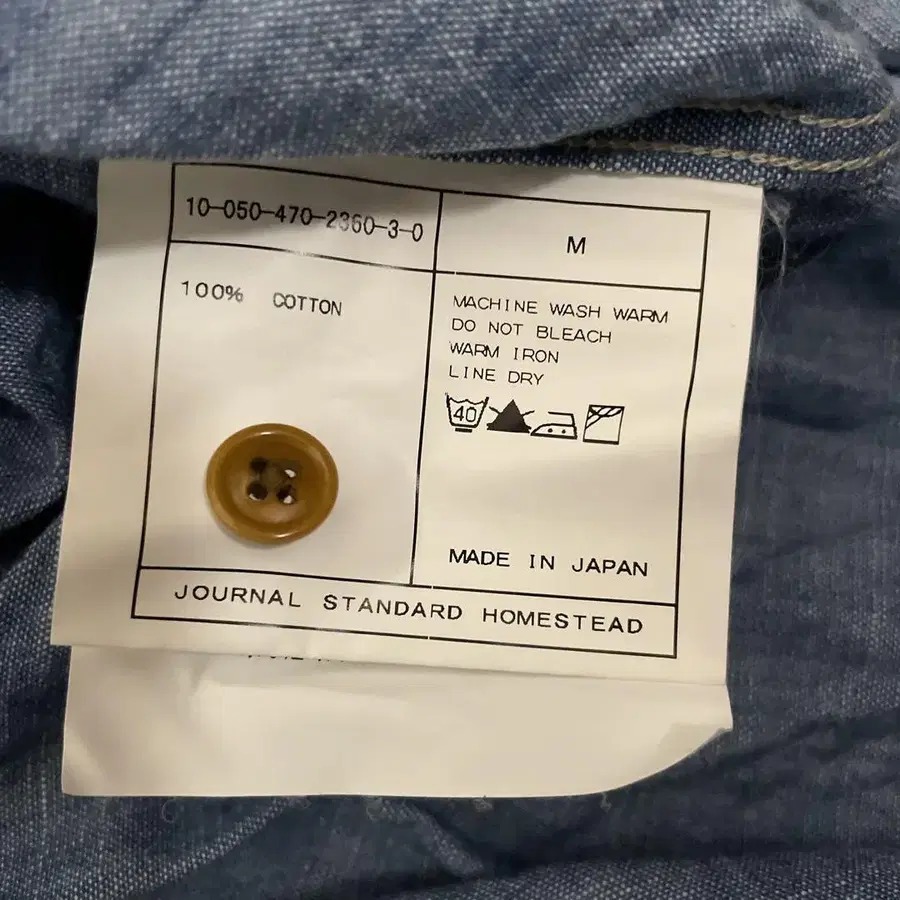 10-050-470-2360-3-0
M
100% COTTON
MACHINE WASH WARM
DO NOT BLEACH
WARM IRON
LINE DRY
40
MADE IN JAPAN
JOURNAL STANDARD HOMESTEAD